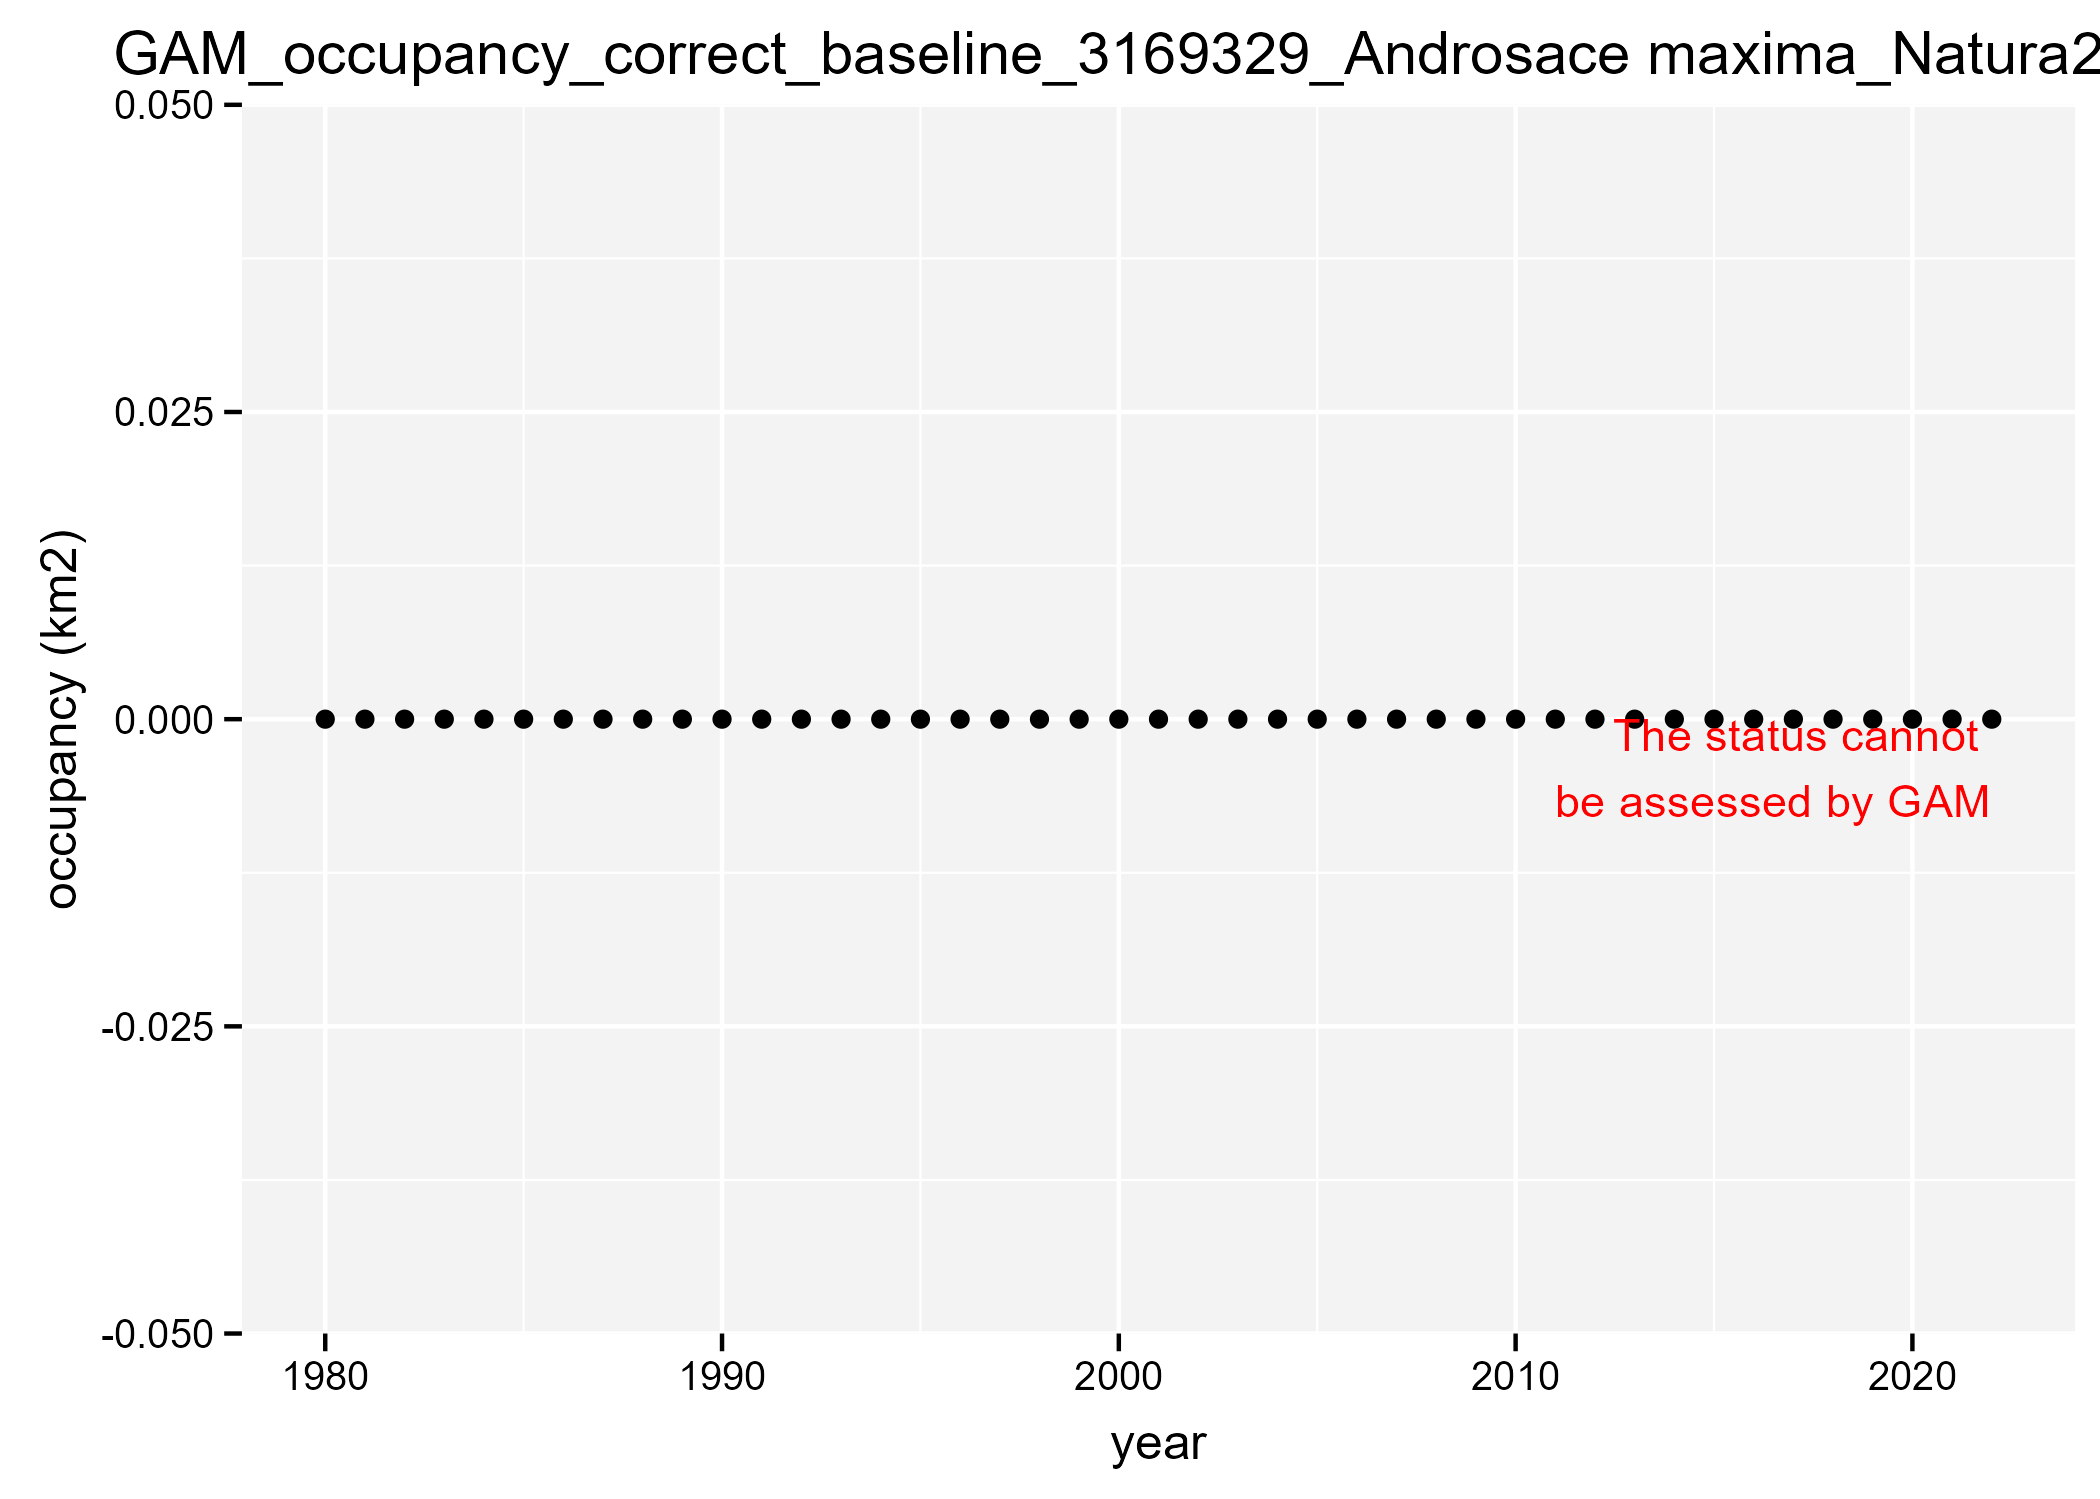 GAM_occupancy_correct_baseline_3169329_Androsace maxima_Natura2
0.050
0.025
0.000
-0.025
-0.050
occupancy (km2)
The status cannot
be assessed by GAM
1980 1990 2000 2010 2020
year